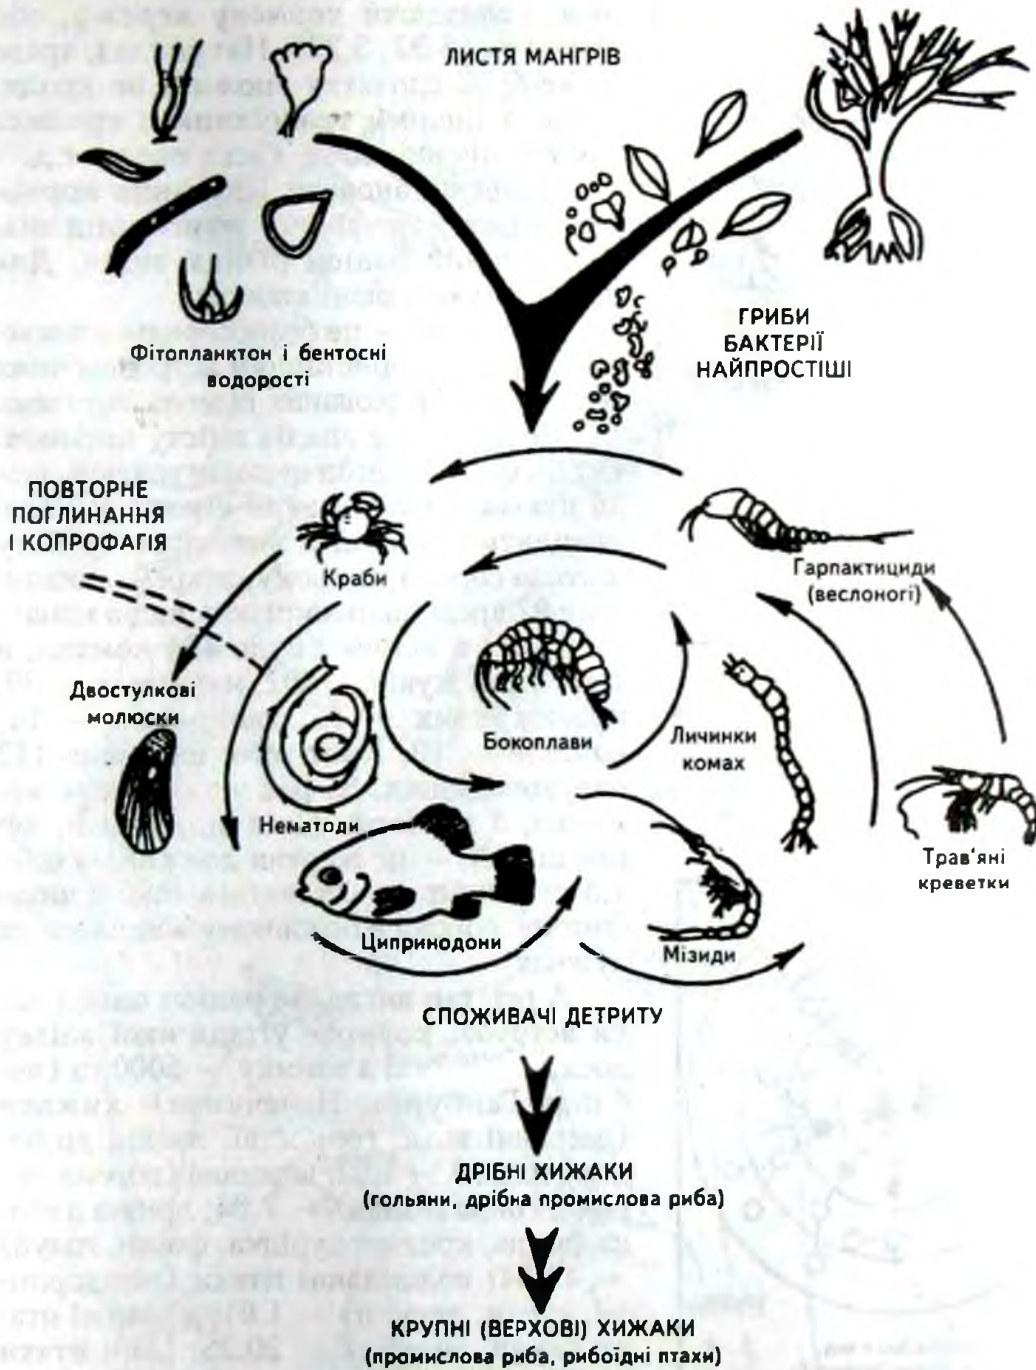 ЛИСТЯ МАНГРІВ
Фітопланктон і бентосні
водорості
ГРИБИ
БАКТЕРІЇ
НАЙПРОСТІШІ
ПОВТОРНЕ
ПОГЛИНАННЯ
І КОПРОФАГІЯ
Краби
Гарпактициди
(веслоногі)
Двостулкові
молюски
Бокоплави
Личинки
комах
Нематоди
Трав'яні
креветки
Ципринодони
Мізиди
СПОЖИВАЧІ ДЕТРИТУ
ДРІБНІ ХИЖАКИ
(гольяни, дрібна промислова риба)
КРУПНІ (ВЕРХОВІ) ХИЖАКИ
(промислова риба, рибоїдні птахи)